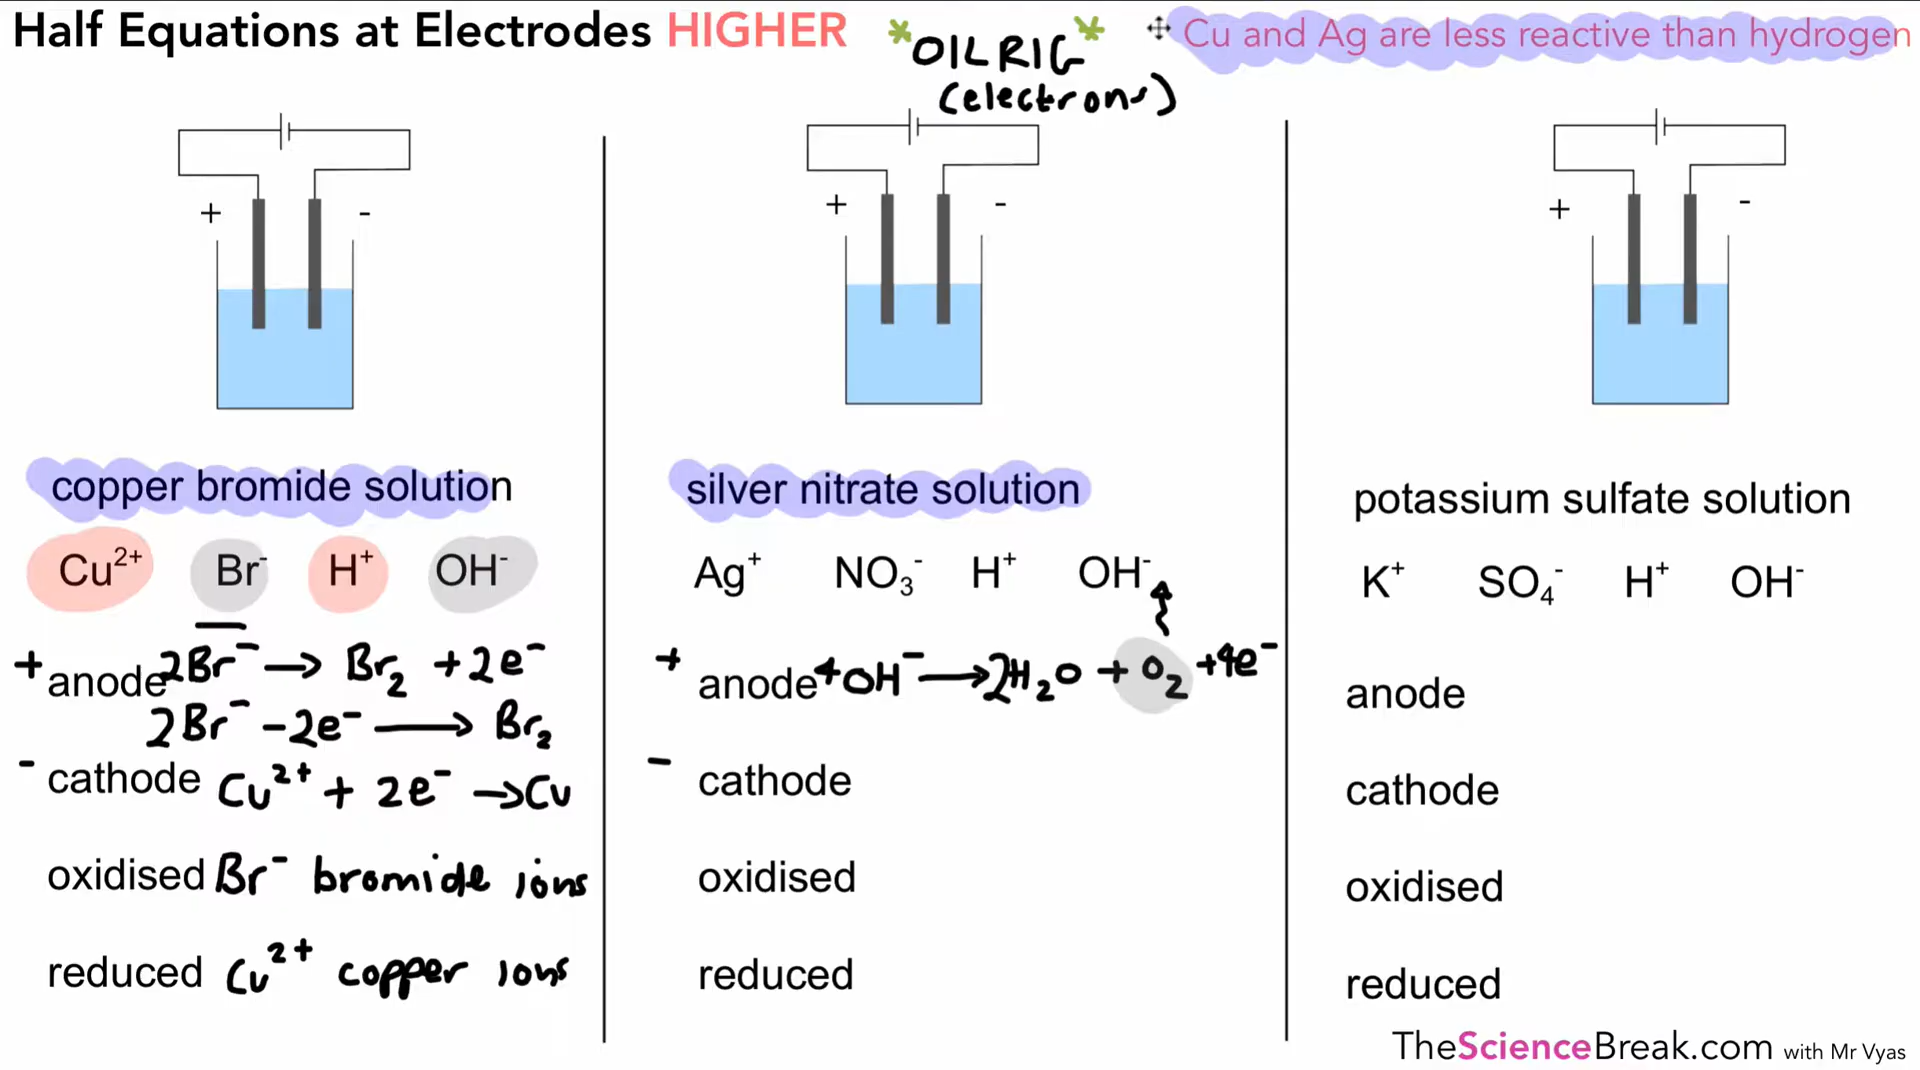 Half Equations at Electrodes HIGHER
*OILRIG*
(electrons)
Cu and Ag are less reactive than hydrogen
+ -
copper bromide solution
Cu²⁺ Br⁻ H⁺ OH⁻
+ anode 2Br⁻ → Br₂ + 2e⁻
2Br⁻ - 2e⁻ → Br₂
- cathode Cu²⁺ + 2e⁻ → Cu
oxidised Br⁻ bromide ions
reduced Cu²⁺ copper ions
+ -
silver nitrate solution
Ag⁺ NO₃⁻ H⁺ OH⁻
+ anode 4OH⁻ → 2H₂O + O₂ + 4e⁻
- cathode
oxidised
reduced
+ -
potassium sulfate solution
K⁺ SO₄⁻ H⁺ OH⁻
anode
cathode
oxidised
reduced
TheScienceBreak.com with Mr Vyas